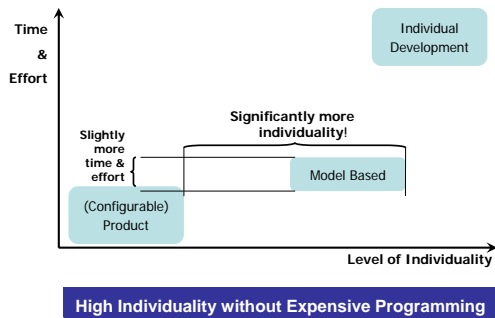 Time
&
Effort
Individual
Development
Significantly more
individuality!
Slightly
more
time &
effort
Model Based
(Configurable)
Product
Level of Individuality
High Individuality without Expensive Programming